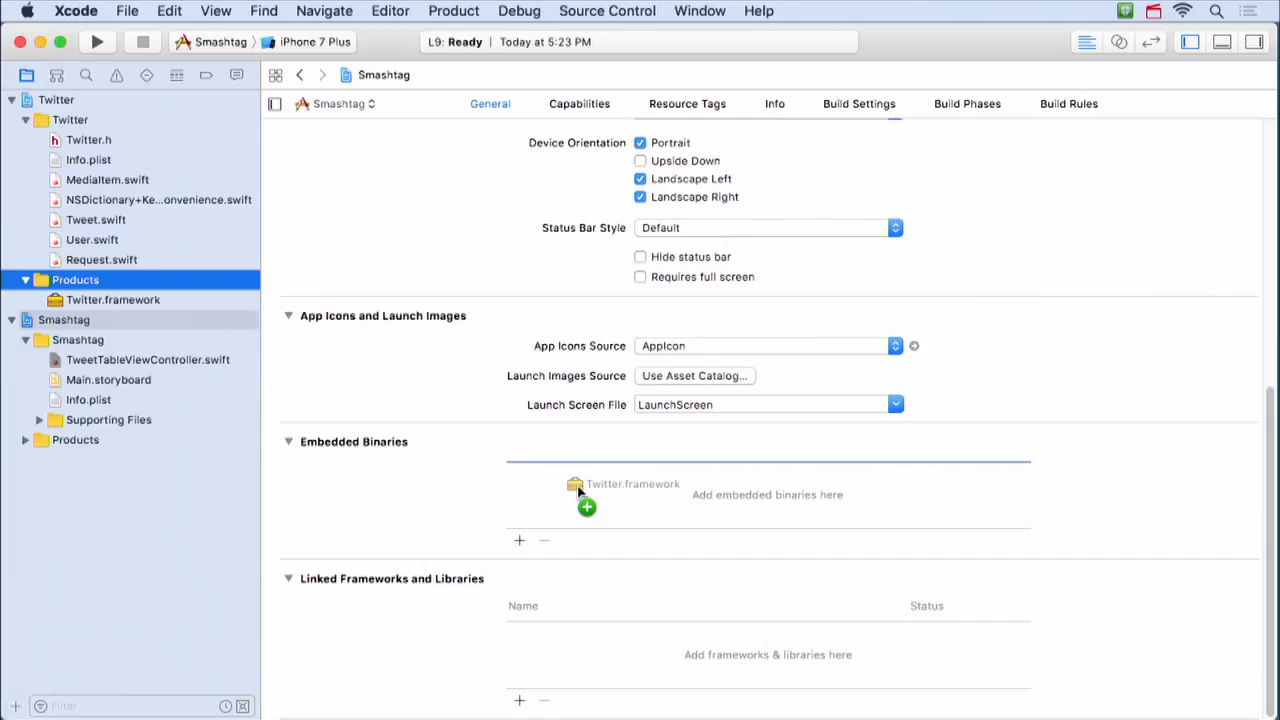 Xcode File Edit View Find Navigate Editor Product Debug Source Control Window Help
Smashtag iPhone 7 Plus L9: Ready Today at 5:23 PM
Smashtag
Smashtag General Capabilities Resource Tags Info Build Settings Build Phases Build Rules
Twitter
Twitter
Twitter.h
Info.plist
MediaItem.swift
NSDictionary+Ke...onvenience.swift
Tweet.swift
User.swift
Request.swift
Products
Twitter.framework
Smashtag
Smashtag
TweetTableViewController.swift
Main.storyboard
Info.plist
Supporting Files
Products
Filter
Device Orientation Portrait
Upside Down
Landscape Left
Landscape Right
Status Bar Style Default
Hide status bar
Requires full screen
App Icons and Launch Images
App Icons Source AppIcon
Launch Images Source Use Asset Catalog...
Launch Screen File LaunchScreen
Embedded Binaries
Twitter.framework
Add embedded binaries here
Linked Frameworks and Libraries
Name Status
Add frameworks & libraries here